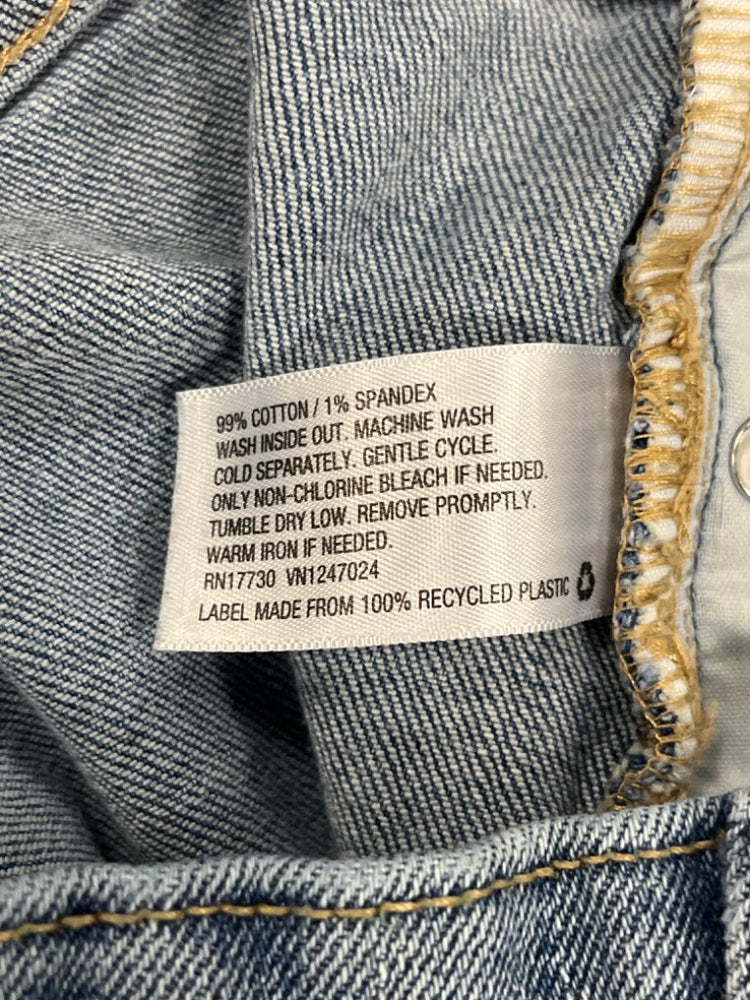 99% COTTON / 1% SPANDEX
WASH INSIDE OUT. MACHINE WASH
COLD SEPARATELY. GENTLE CYCLE.
ONLY NON-CHLORINE BLEACH IF NEEDED.
TUMBLE DRY LOW. REMOVE PROMPTLY.
WARM IRON IF NEEDED.
RN17730 VN1247024
LABEL MADE FROM 100% RECYCLED PLASTIC